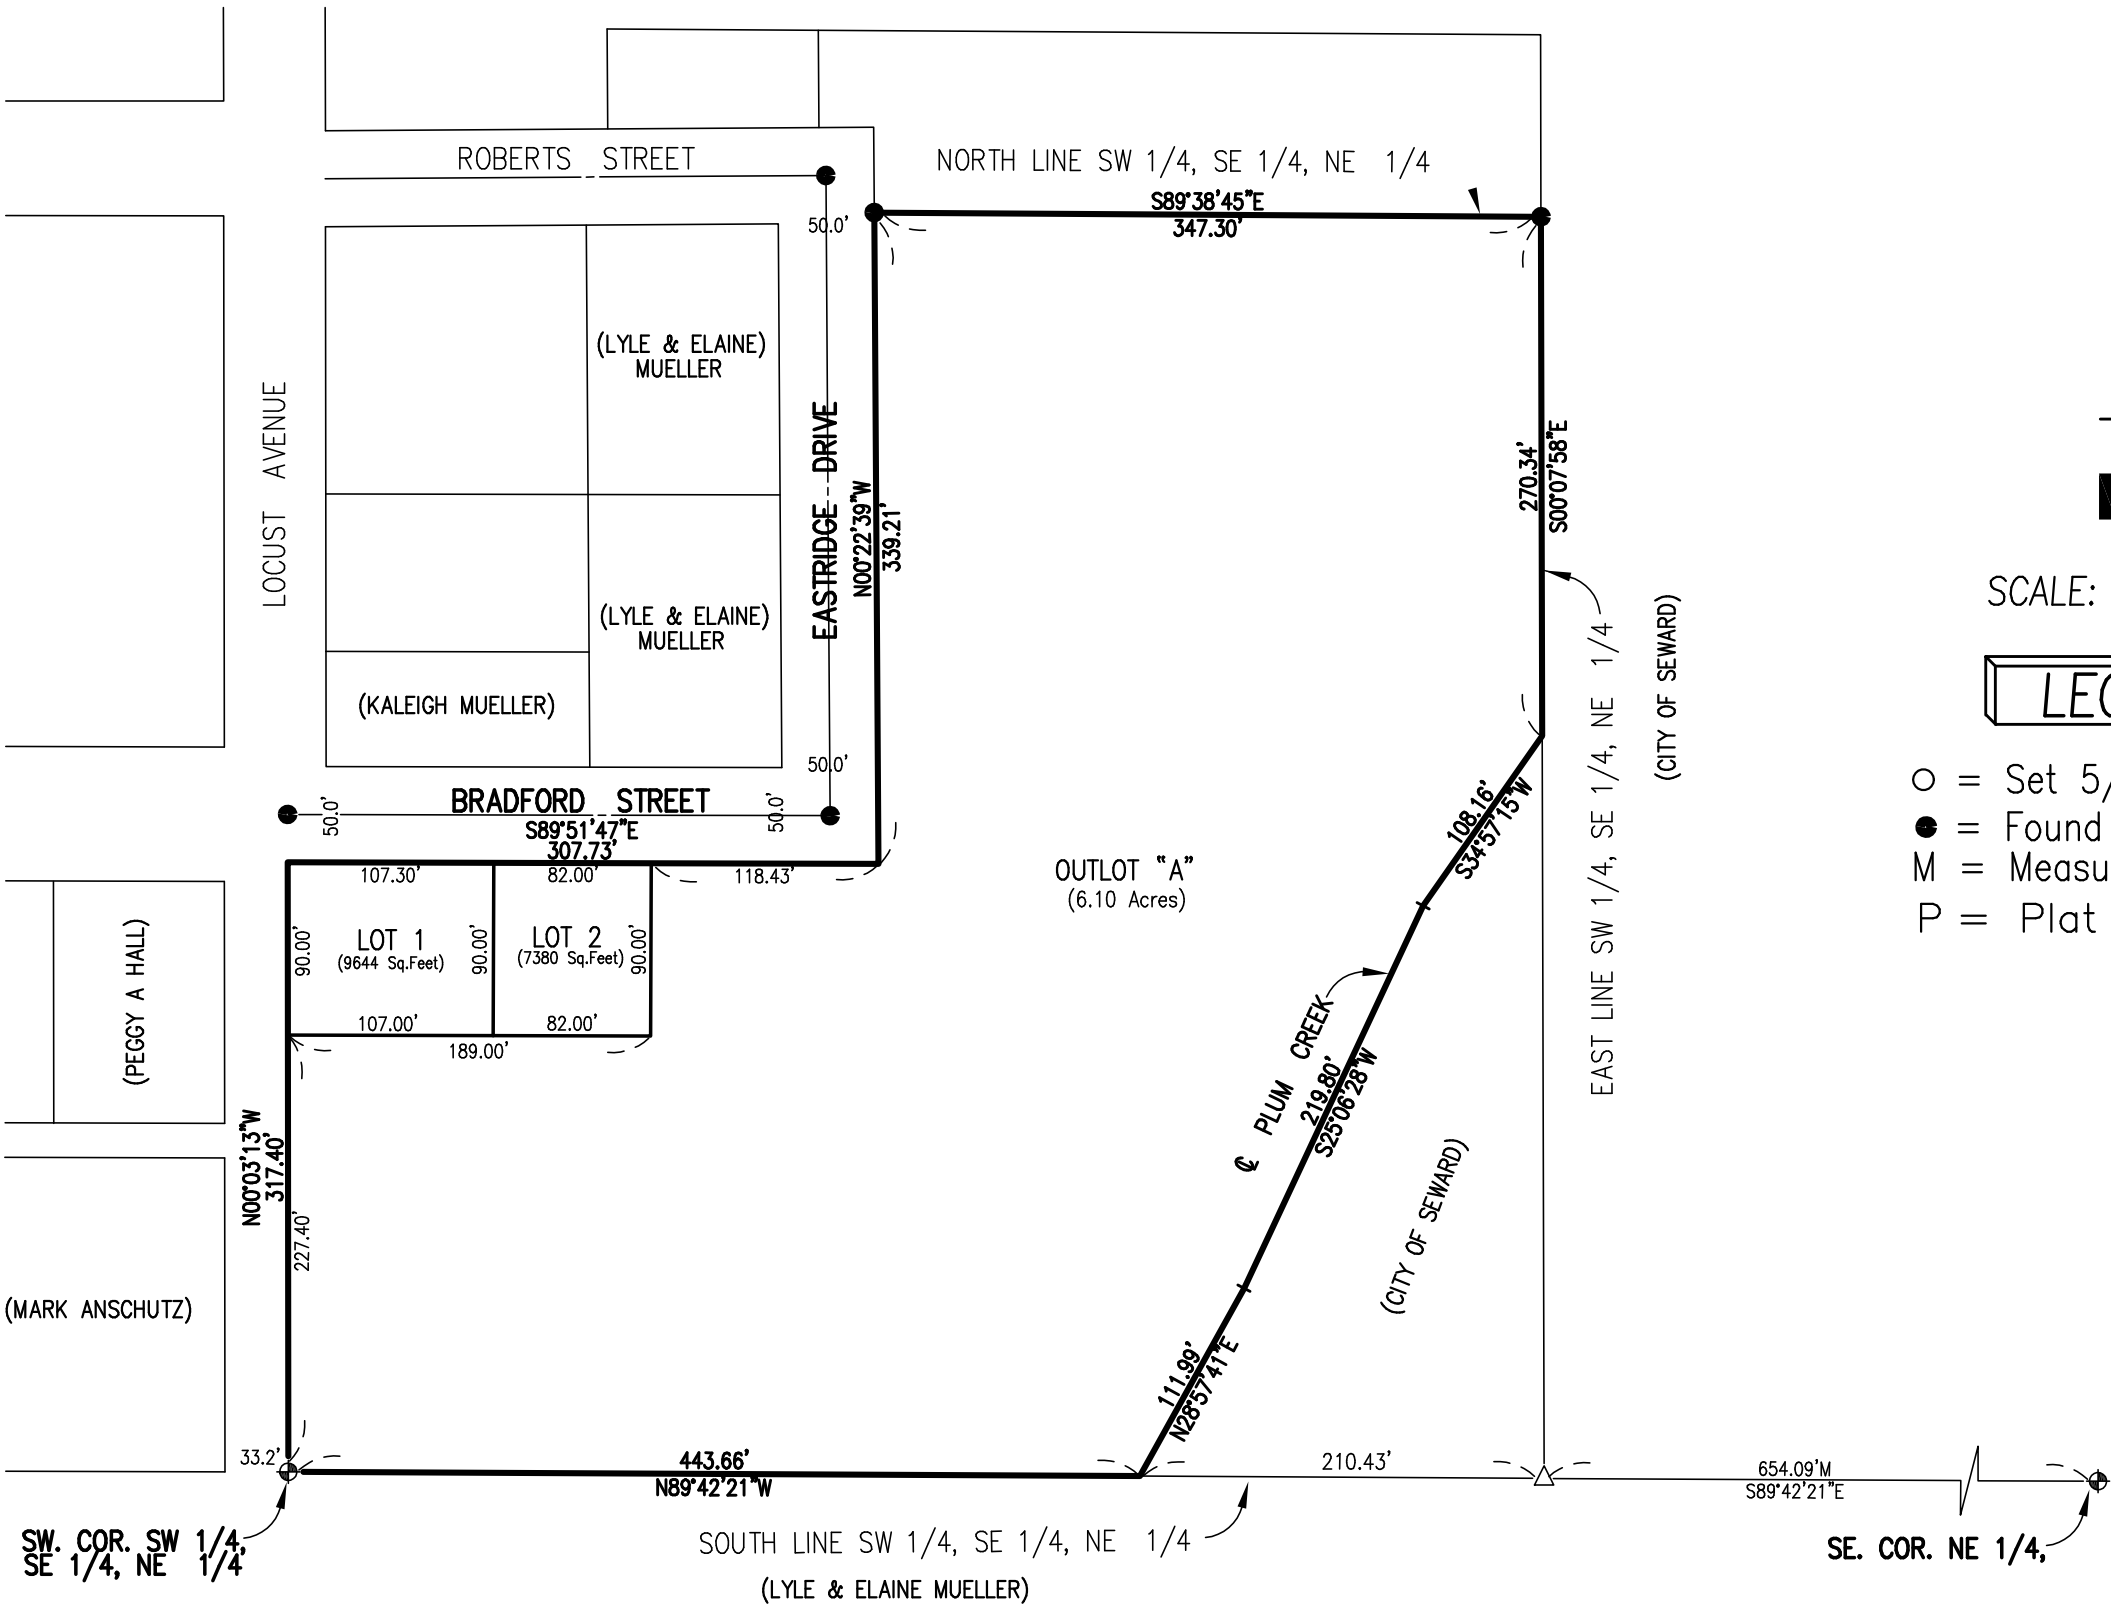 ROBERTS STREET
NORTH LINE SW 1/4, SE 1/4, NE 1/4
S89°38'45"E
347.30'
50.0'
(LYLE & ELAINE)
MUELLER
LOCUST AVENUE
EASTRIDGE DRIVE
N00°22'39"W
339.21'
270.34'
S00°07'58"E
(LYLE & ELAINE)
MUELLER
(KALEIGH MUELLER)
50.0'
50.0'
BRADFORD STREET
50.0'
S89°51'47"E
307.73'
107.30'
82.00'
118.43'
90.00'
LOT 1
(9644 Sq.Feet)
90.00'
LOT 2
(7380 Sq.Feet)
90.00'
107.00'
82.00'
189.00'
OUTLOT "A"
(6.10 Acres)
108.16'
S34°57'15"W
EAST LINE SW 1/4, SE 1/4, NE 1/4
(CITY OF SEWARD)
SCALE:
LEG
= Set 5/
= Found
M = Measu
P = Plat
(PEGGY A HALL)
N00°03'13"W
317.40'
227.40'
℄ PLUM CREEK
219.80'
S25°06'28"W
(CITY OF SEWARD)
(MARK ANSCHUTZ)
111.99'
N28°57'41"E
33.2'
443.66'
N89°42'21"W
210.43'
654.09'M
S89°42'21"E
SW. COR. SW 1/4,
SE 1/4, NE 1/4
SOUTH LINE SW 1/4, SE 1/4, NE 1/4
(LYLE & ELAINE MUELLER)
SE. COR. NE 1/4,